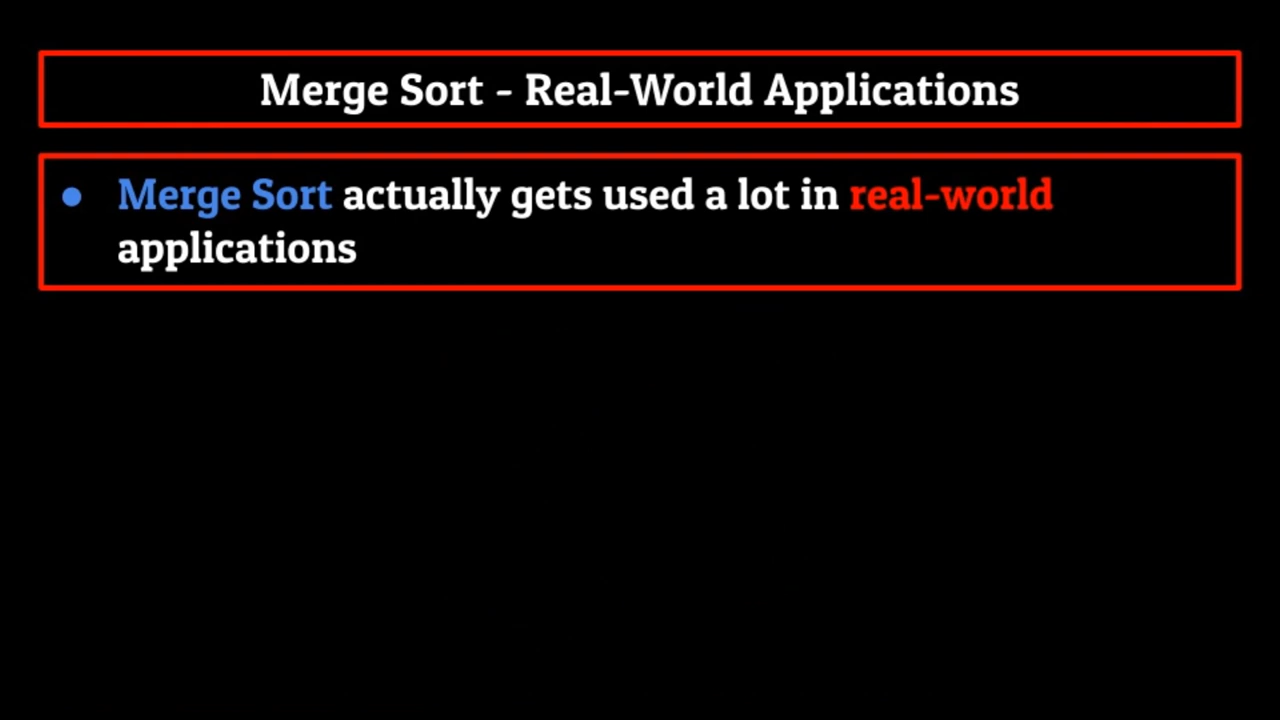 Merge Sort - Real-World Applications
● Merge Sort actually gets used a lot in real-world
applications